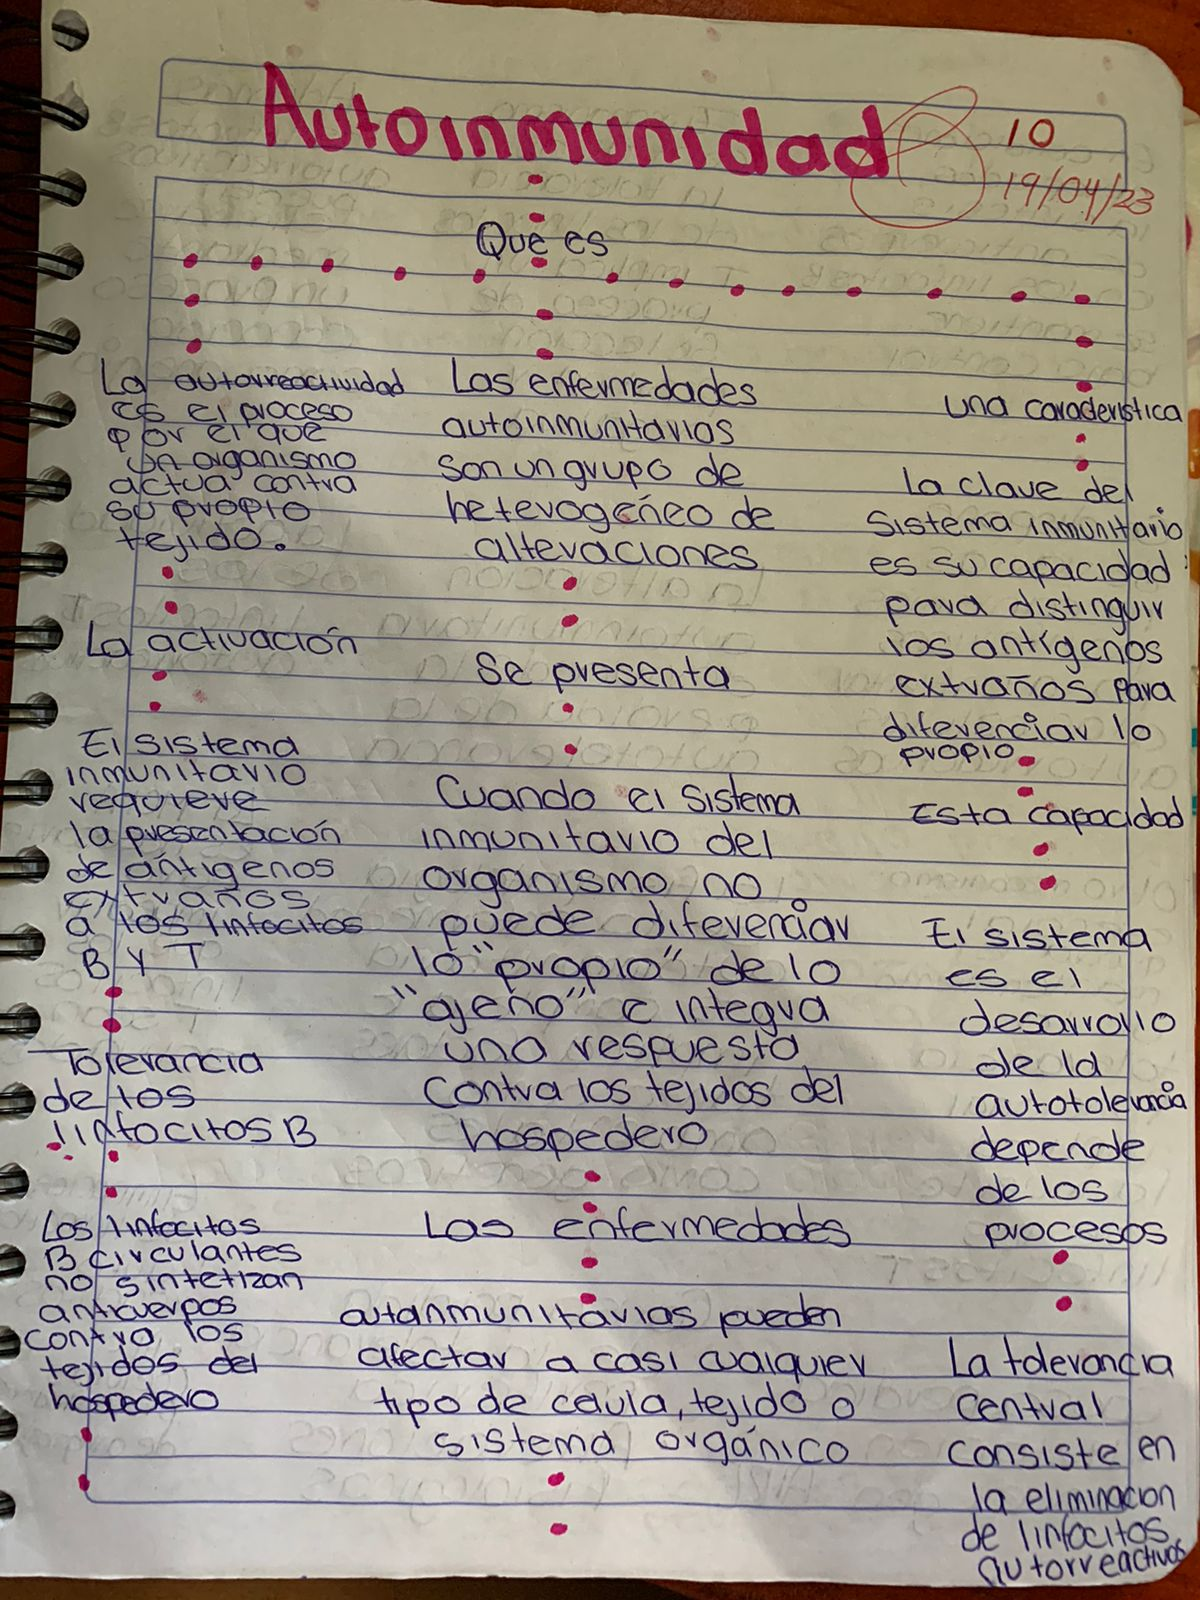 Autoinmunidad
10
19/04/23
Que es
La autorreactividad
es el proceso
por el que
un organismo
actua contra
su propio
tejido.
La activación
El sistema
inmunitario
requiere
la presentación
de antigenos
extraños
a los linfocitos
B y T
Tolerancia
de los
linfocitos B
Los linfocitos
B circulantes
no sintetizan
anticuerpos
contra los
tejidos del
hospedero
Las enfermedades
autoinmunitarias
son un grupo de
heterogeneo de
alteraciones
Se presenta
Cuando el sistema
inmunitario del
organismo no
puede diferenciar
lo "propio" de lo
"ajeno" e integra
una respuesta
contra los tejidos del
hospedero
Las enfermedades
autanmunitarias pueden
afectar a casi cualquier
tipo de celula, tejido o
sistema orgánico
una caracteristica
La clave del
sistema inmunitario
es su capacidad
para distinguir
los antígenos
extraños para
diferenciar lo
propio
Esta capacidad
El sistema
es el
desarrollo
de la
autotolerancia
depende
de los
procesos
La tolerancia
central
consiste en
la eliminacion
de linfocitos
autorreactivos